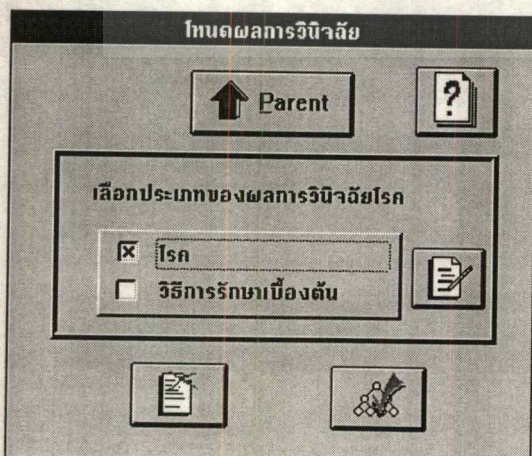 โหนดผลการวินิจฉัย
Parent
?
เลือกประเภทของผลการวินิจฉัยโรค
โรค
วิธีการรักษาเบื้องต้น